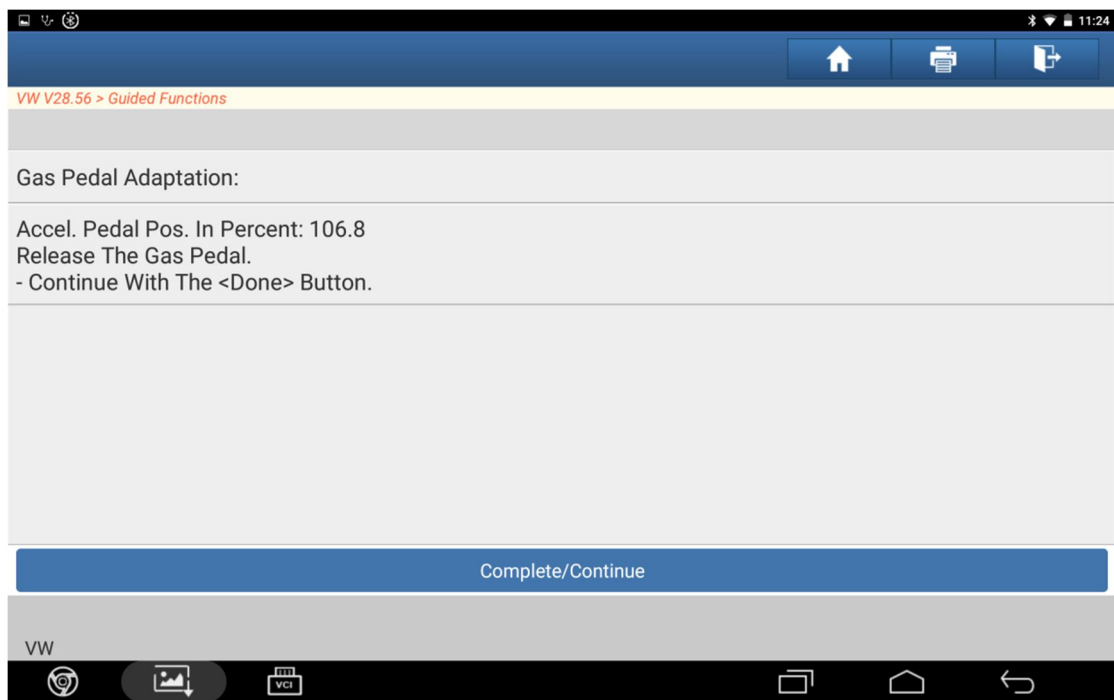 11:24
VW V28.56 > Guided Functions
Gas Pedal Adaptation:
Accel. Pedal Pos. In Percent: 106.8
Release The Gas Pedal.
- Continue With The <Done> Button.
Complete/Continue
VW
VCI